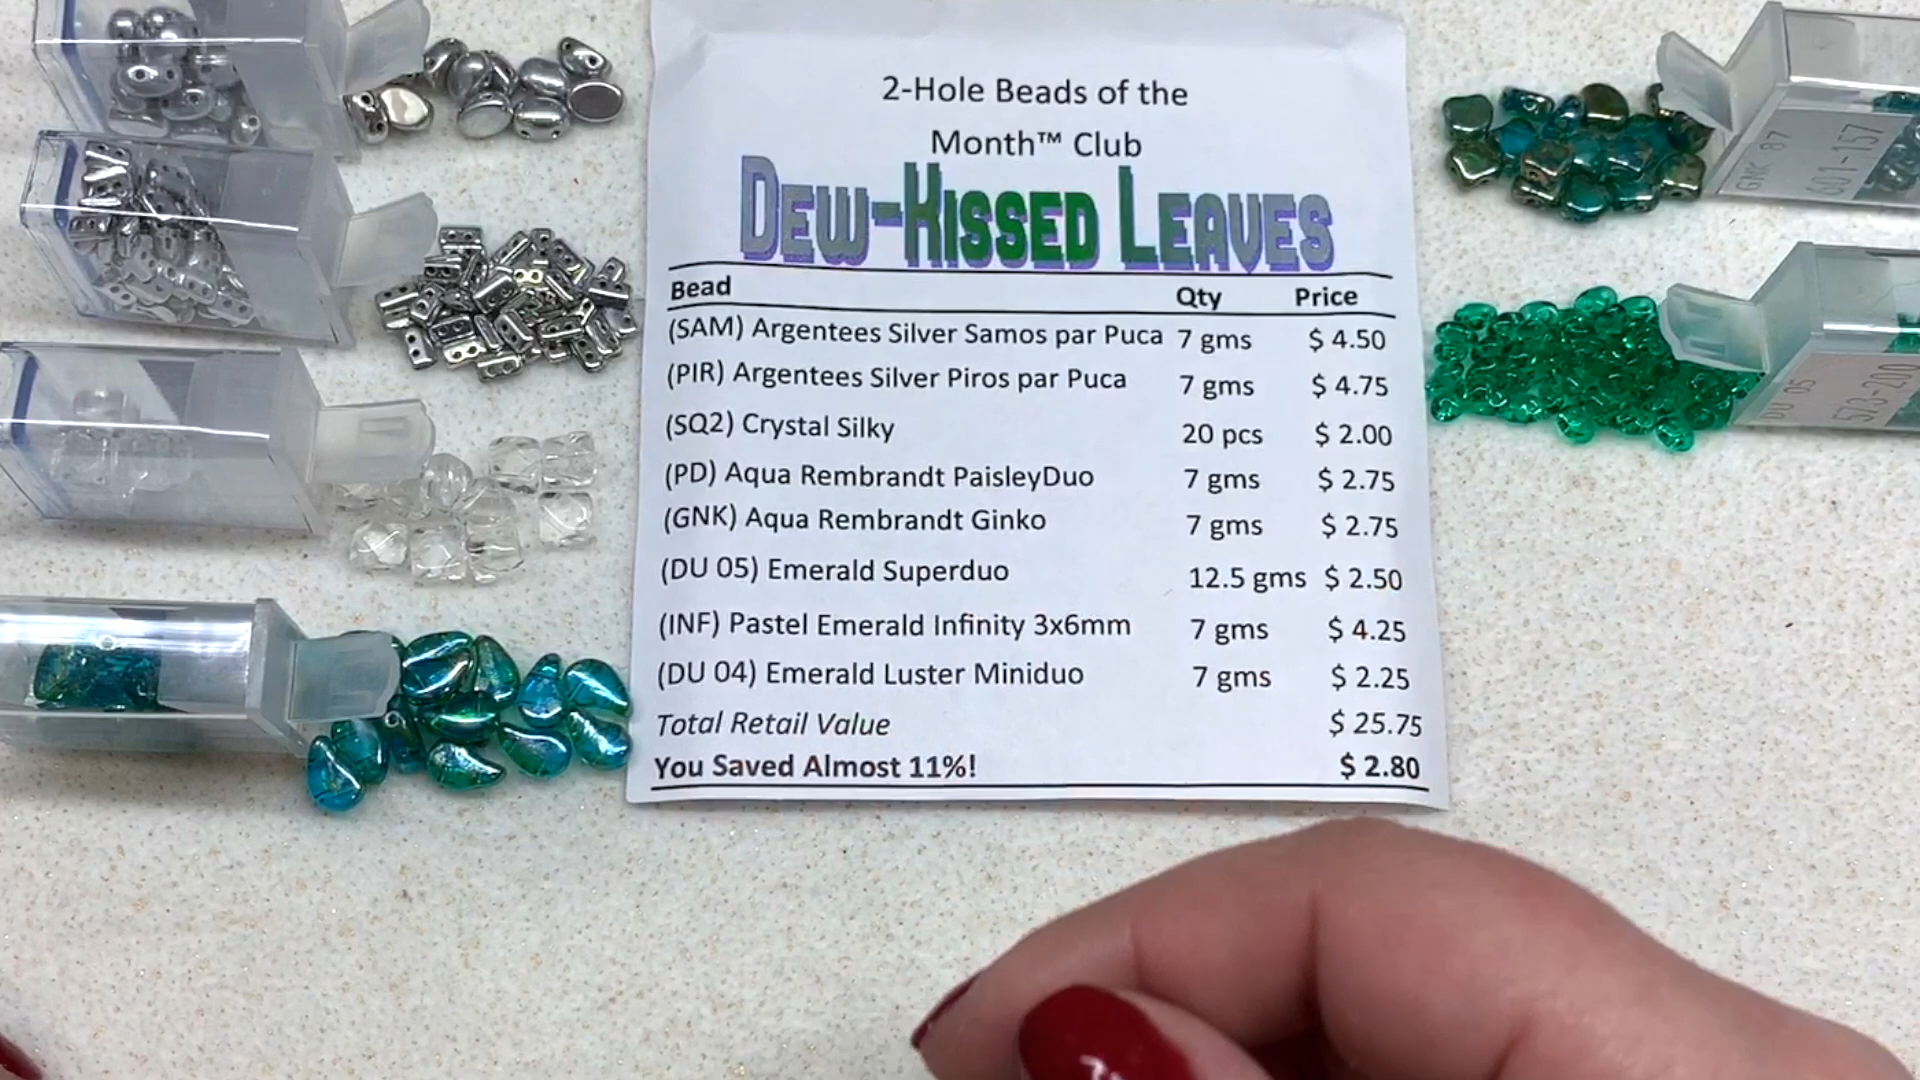 2-Hole Beads of the
Month™ Club
DEW-KISSED LEAVES
Bead Qty Price
(SAM) Argentees Silver Samos par Puca 7 gms $ 4.50
(PIR) Argentees Silver Piros par Puca 7 gms $ 4.75
(SQ2) Crystal Silky 20 pcs $ 2.00
(PD) Aqua Rembrandt PaisleyDuo 7 gms $ 2.75
(GNK) Aqua Rembrandt Ginko 7 gms $ 2.75
(DU 05) Emerald Superduo 12.5 gms $ 2.50
(INF) Pastel Emerald Infinity 3x6mm 7 gms $ 4.25
(DU 04) Emerald Luster Miniduo 7 gms $ 2.25
Total Retail Value $ 25.75
You Saved Almost 11%! $ 2.80
GNK 87
601-157
DU 05
573-200